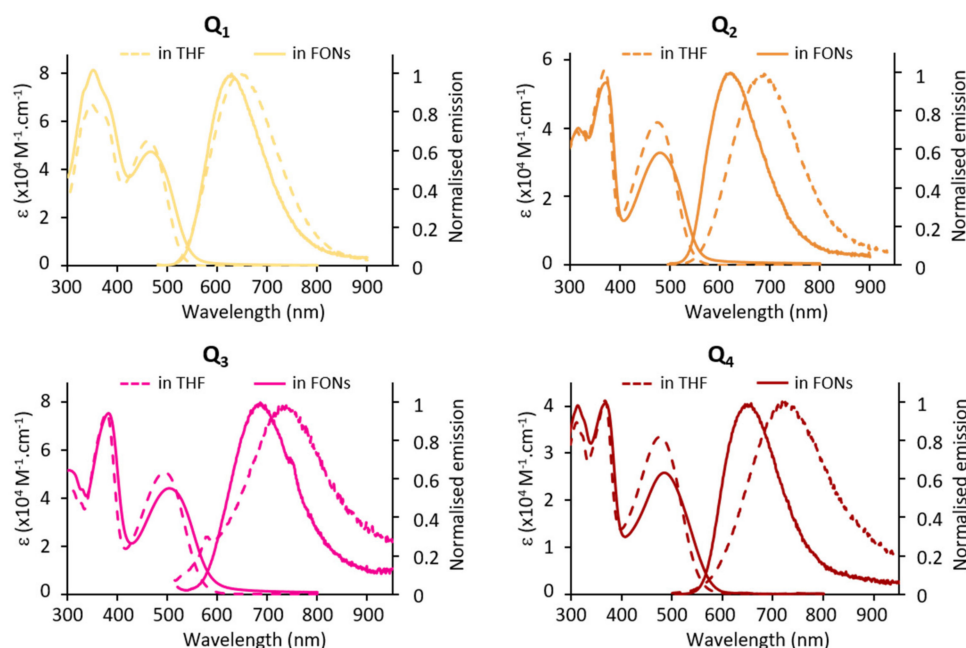 Q₁
in THF in FONs
ε (x10⁴ M⁻¹.cm⁻¹)
8
6
4
2
0
1
0.8
0.6
0.4
0.2
0
Normalised emission
300 400 500 600 700 800 900
Wavelength (nm)
Q₂
in THF in FONs
ε (x10⁴ M⁻¹.cm⁻¹)
6
4
2
0
1
0.8
0.6
0.4
0.2
0
Normalised emission
300 400 500 600 700 800 900
Wavelength (nm)
Q₃
in THF in FONs
ε (x10⁴ M⁻¹.cm⁻¹)
8
6
4
2
0
1
0.8
0.6
0.4
0.2
0
Normalised emission
300 400 500 600 700 800 900
Wavelength (nm)
Q₄
in THF in FONs
ε (x10⁴ M⁻¹.cm⁻¹)
4
3
2
1
0
1
0.8
0.6
0.4
0.2
0
Normalised emission
300 400 500 600 700 800 900
Wavelength (nm)